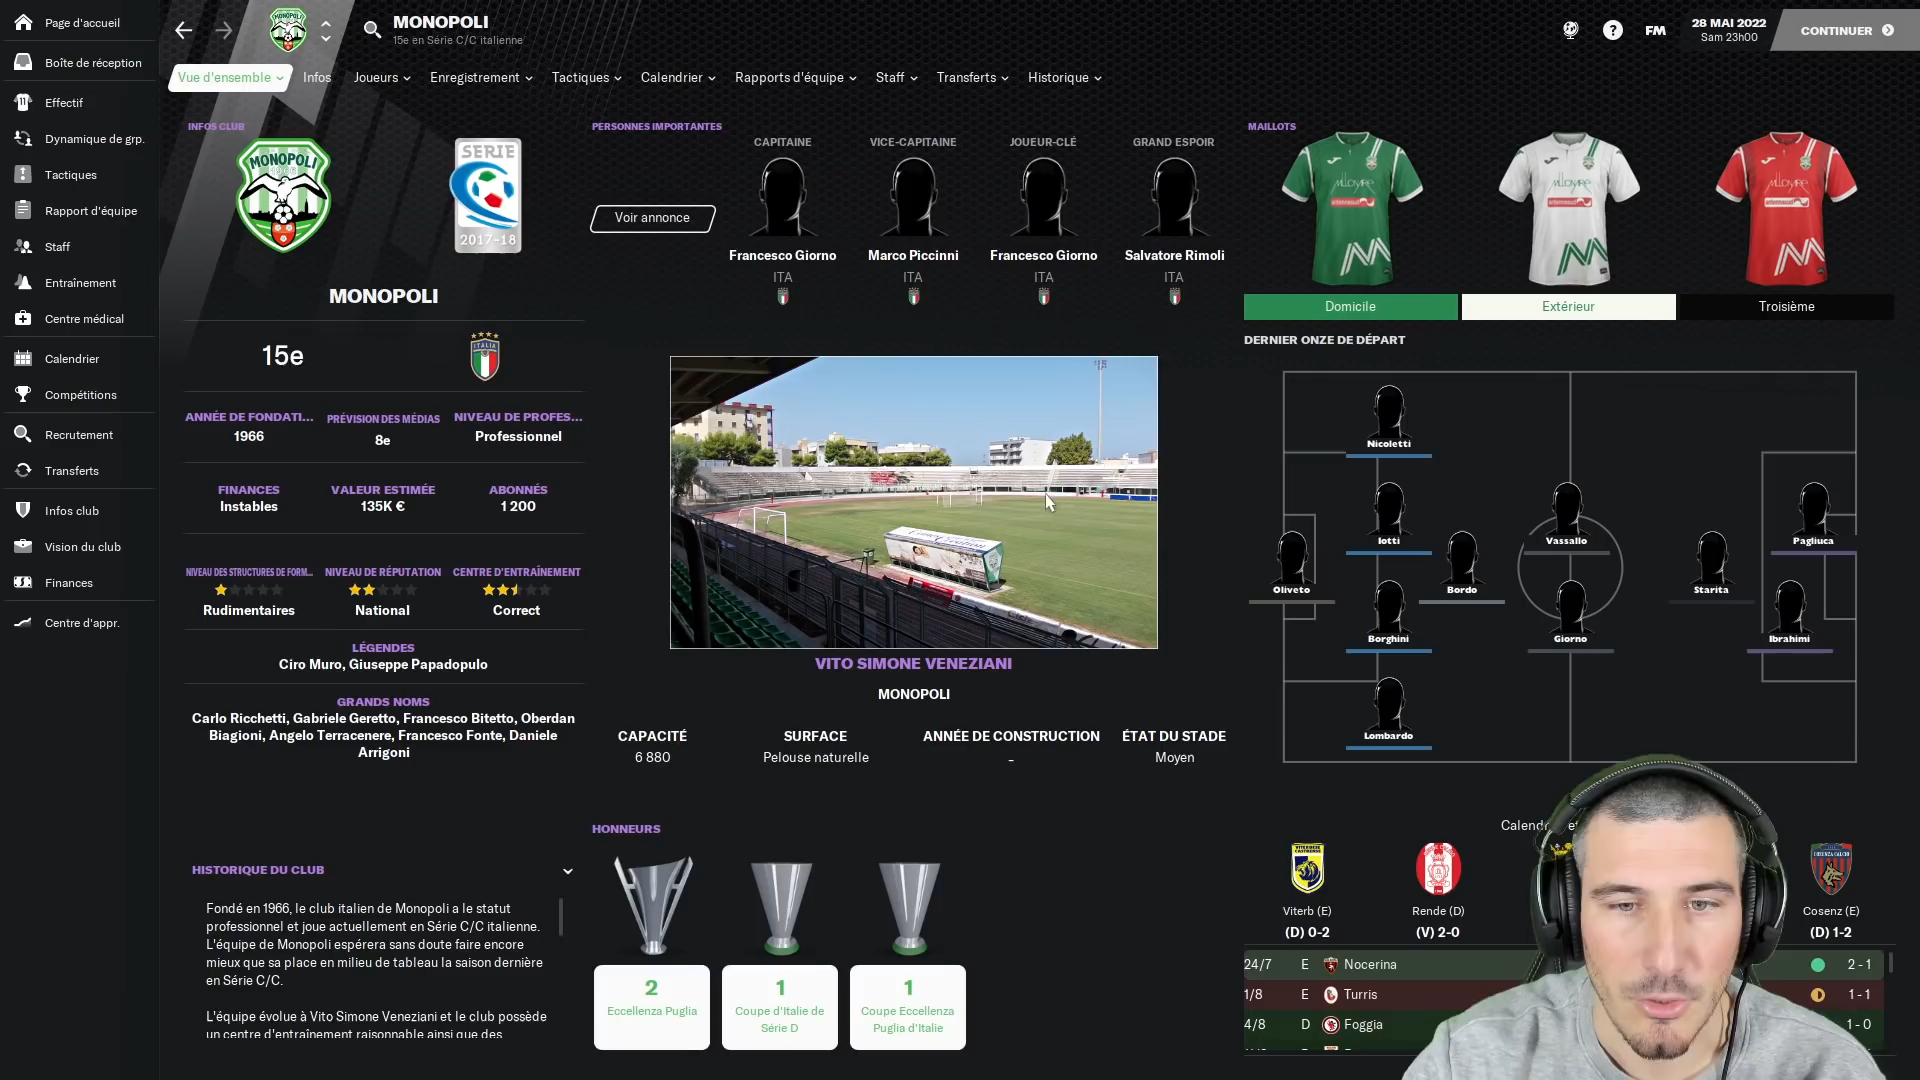 Page d'accueil
MONOPOLI
15e en Série C/C italienne
FM
28 MAI 2022
Sam 23h00
CONTINUER
Boîte de réception
Vue d'ensemble
Infos
Joueurs
Enregistrement
Tactiques
Calendrier
Rapports d'équipe
Staff
Transferts
Historique
Effectif
Dynamique de grp.
Tactiques
Rapport d'équipe
Staff
Entraînement
Centre médical
Calendrier
Compétitions
Recrutement
Transferts
Infos club
Vision du club
Finances
Centre d'appr.
INFOS CLUB
MONOPOLI
1966
SERIE
C
2017-18
MONOPOLI
15e
ITALIA
ANNÉE DE FONDATI...
1966
PRÉVISION DES MÉDIAS
8e
NIVEAU DE PROFES...
Professionnel
FINANCES
Instables
VALEUR ESTIMÉE
135K €
ABONNÉS
1 200
NIVEAU DES STRUCTURES DE FORM...
Rudimentaires
NIVEAU DE RÉPUTATION
National
CENTRE D'ENTRAÎNEMENT
Correct
LÉGENDES
Ciro Muro, Giuseppe Papadopulo
GRANDS NOMS
Carlo Ricchetti, Gabriele Geretto, Francesco Bitetto, Oberdan
Biagioni, Angelo Terracenere, Francesco Fonte, Daniele
Arrigoni
HISTORIQUE DU CLUB
Fondé en 1966, le club italien de Monopoli a le statut
professionnel et joue actuellement en Série C/C italienne.
L'équipe de Monopoli espérera sans doute faire encore
mieux que sa place en milieu de tableau la saison dernière
en Série C/C.
L'équipe évolue à Vito Simone Veneziani et le club possède
un centre d'entraînement raisonnable ainsi que des
PERSONNES IMPORTANTES
Voir annonce
CAPITAINE
Francesco Giorno
ITA
VICE-CAPITAINE
Marco Piccinni
ITA
JOUEUR-CLÉ
Francesco Giorno
ITA
GRAND ESPOIR
Salvatore Rimoli
ITA
VITO SIMONE VENEZIANI
MONOPOLI
CAPACITÉ
6 880
SURFACE
Pelouse naturelle
ANNÉE DE CONSTRUCTION
-
ÉTAT DU STADE
Moyen
HONNEURS
2
Eccellenza Puglia
1
Coupe d'Italie de
Série D
1
Coupe Eccellenza
Puglia d'Italie
MAILLOTS
Domicile
Extérieur
Troisième
DERNIER ONZE DE DÉPART
Nicoletti
Iotti
Vassallo
Pagliuca
Oliveto
Bordo
Starita
Borghini
Giorno
Ibrahimi
Lombardo
Viterb (E)
(D) 0-2
Rende (D)
(V) 2-0
Cosenz (E)
(D) 1-2
24/7 E Nocerina 2 - 1
1/8 E Turris 1 - 1
4/8 D Foggia 1 - 0